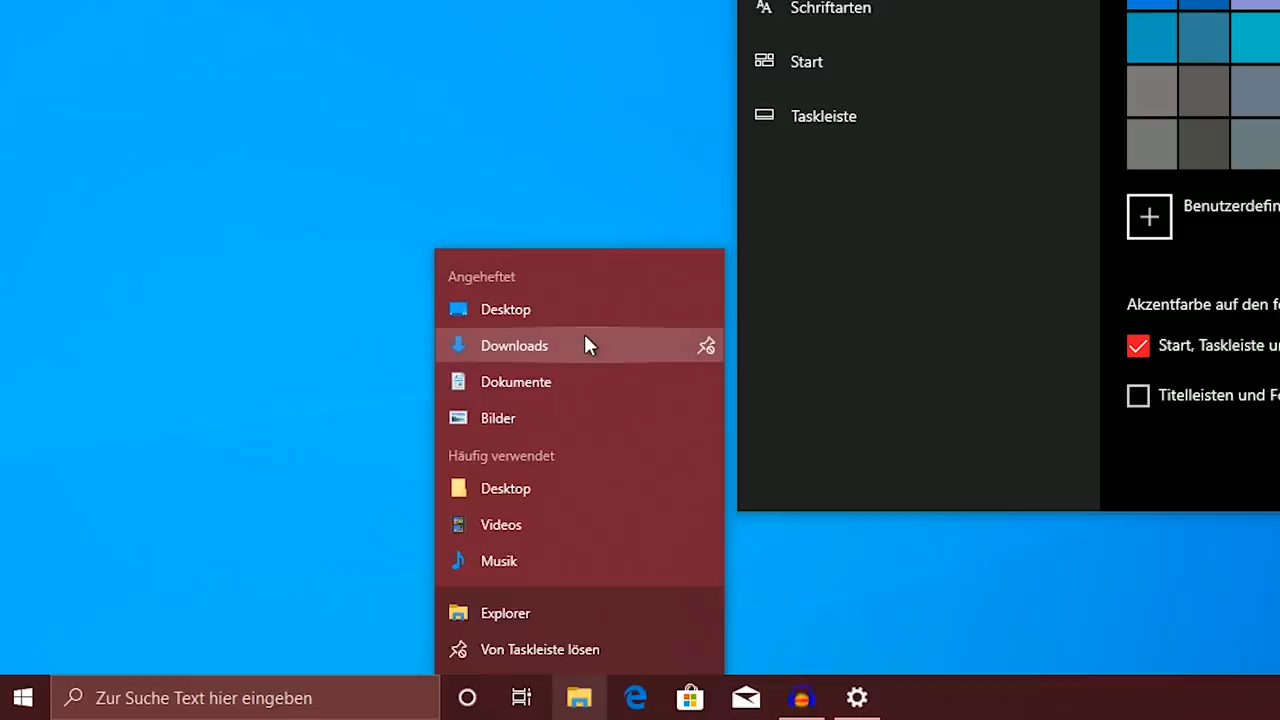 Schriftarten
Start
Taskleiste
Benutzerdefin
Akzentfarbe auf den f
Start, Taskleiste u
Titelleisten und F
Angeheftet
Desktop
Downloads
Dokumente
Bilder
Häufig verwendet
Desktop
Videos
Musik
Explorer
Von Taskleiste lösen
Zur Suche Text hier eingeben